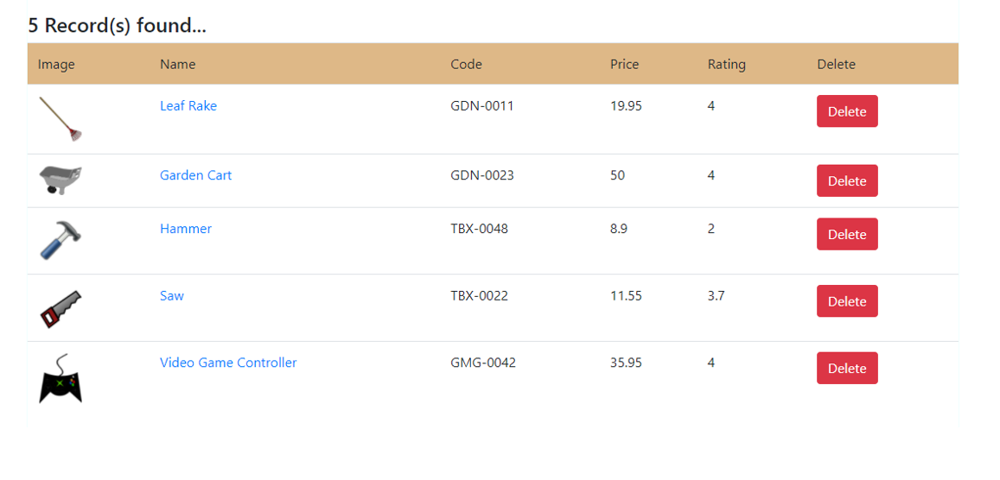 5 Record(s) found...
Image Name Code Price Rating Delete
Leaf Rake GDN-0011 19.95 4 Delete
Garden Cart GDN-0023 50 4 Delete
Hammer TBX-0048 8.9 2 Delete
Saw TBX-0022 11.55 3.7 Delete
Video Game Controller GMG-0042 35.95 4 Delete